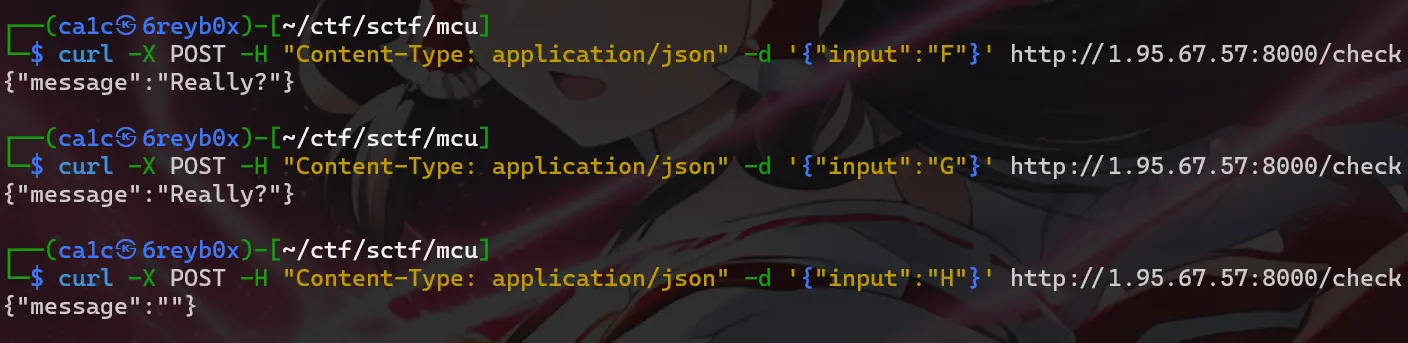 ┌──(ca1c㉿6reyb0x)-[~/ctf/sctf/mcu]
└─$ curl -X POST -H "Content-Type: application/json" -d '{"input":"F"}' http://1.95.67.57:8000/check
{"message":"Really?"}
┌──(ca1c㉿6reyb0x)-[~/ctf/sctf/mcu]
└─$ curl -X POST -H "Content-Type: application/json" -d '{"input":"G"}' http://1.95.67.57:8000/check
{"message":"Really?"}
┌──(ca1c㉿6reyb0x)-[~/ctf/sctf/mcu]
└─$ curl -X POST -H "Content-Type: application/json" -d '{"input":"H"}' http://1.95.67.57:8000/check
{"message":""}